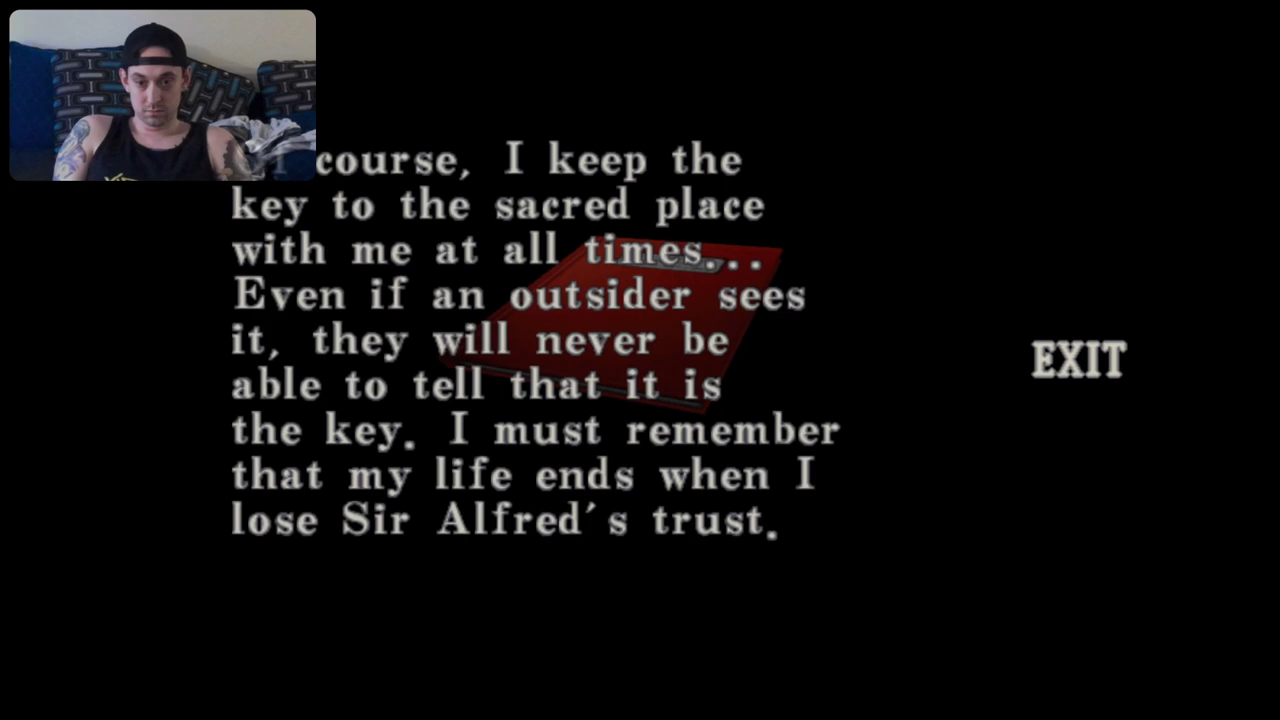 course, I keep the
key to the sacred place
with me at all times...
Even if an outsider sees
it, they will never be
able to tell that it is
the key. I must remember
that my life ends when I
lose Sir Alfred's trust.
EXIT